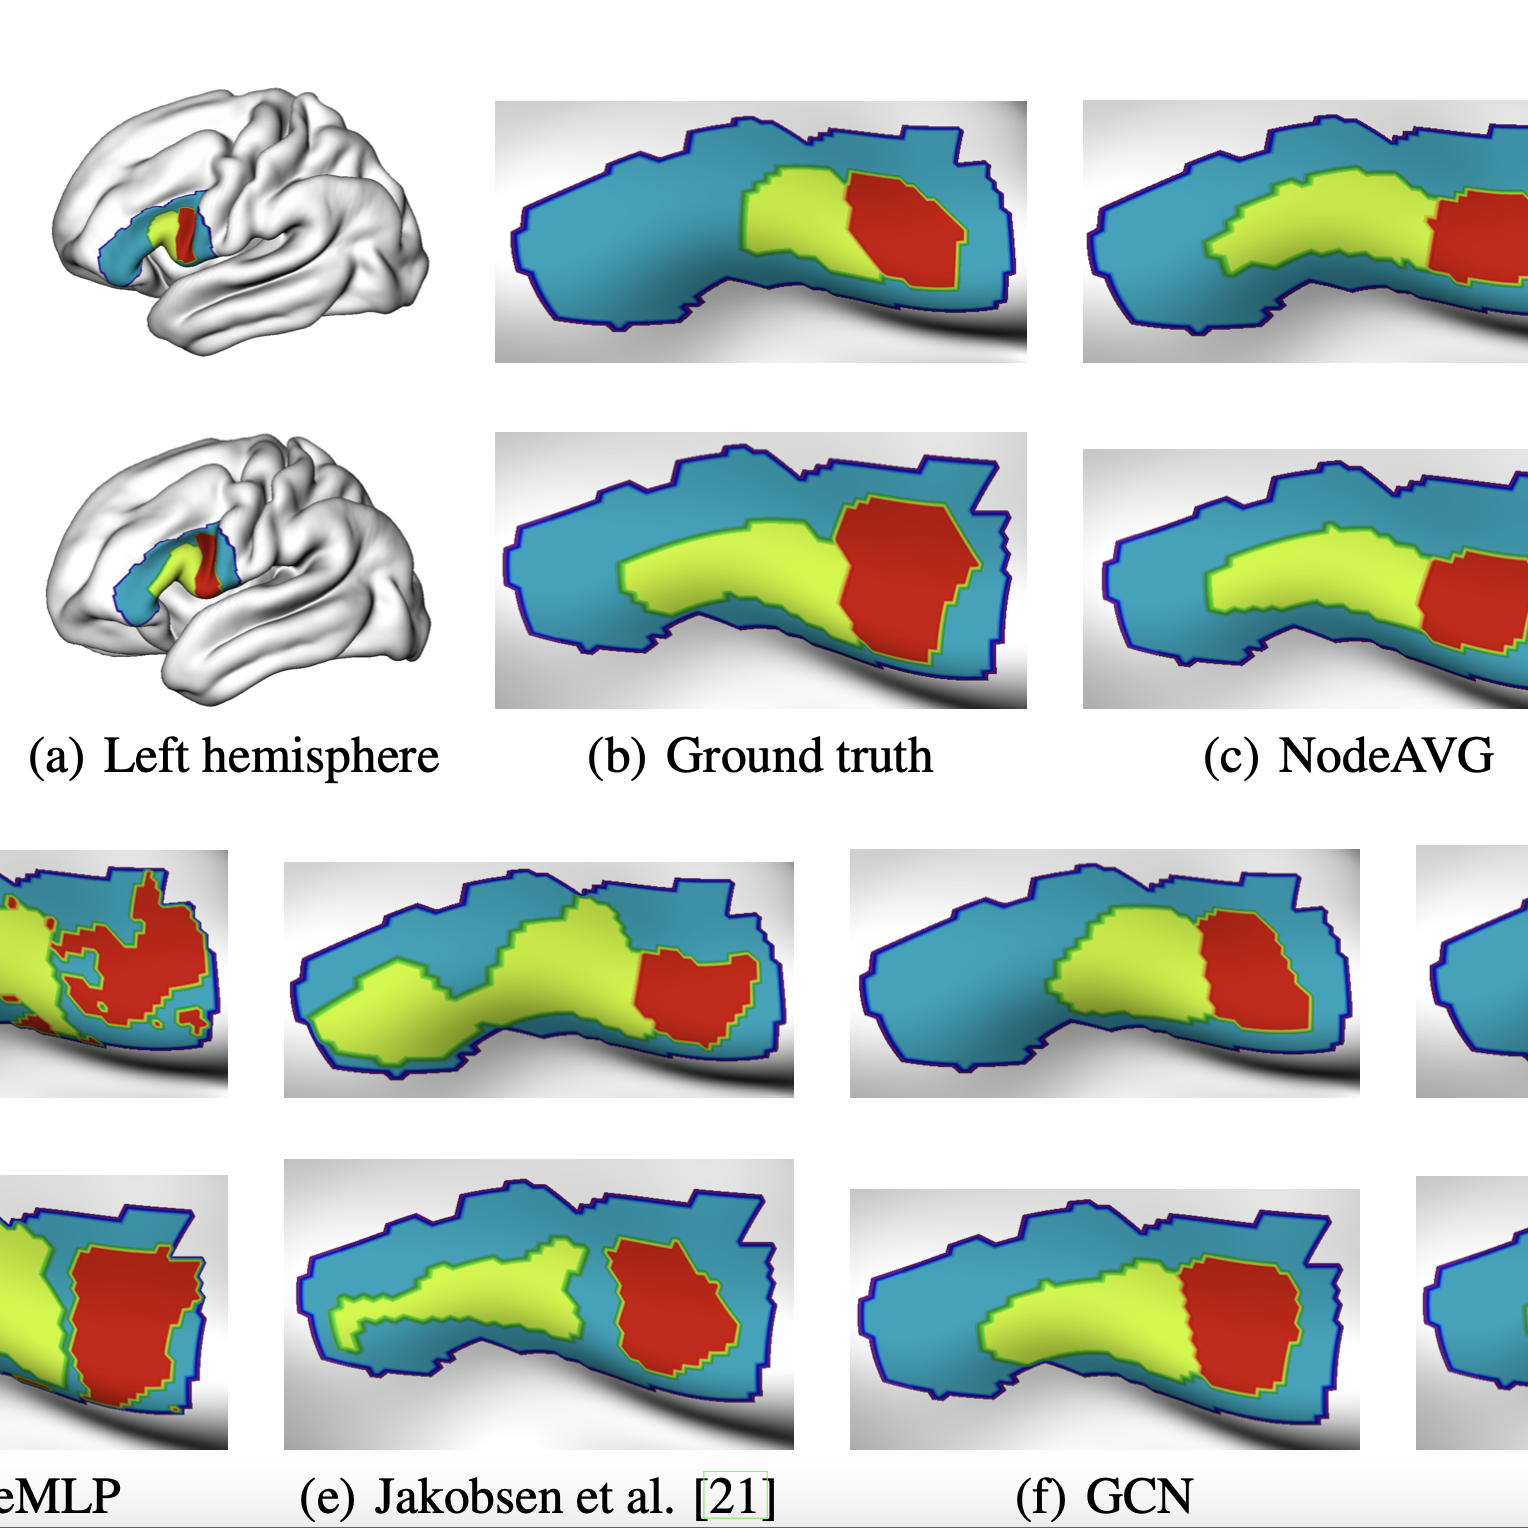 (a) Left hemisphere
(b) Ground truth
(c) NodeAVG
eMLP
(e) Jakobsen et al. [21]
(f) GCN